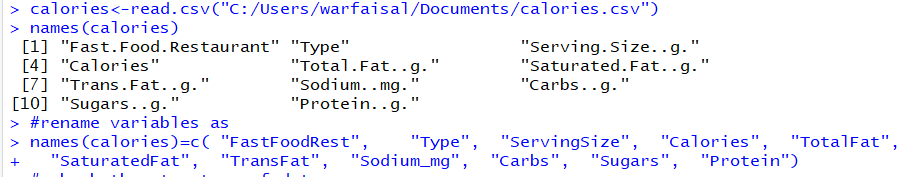 > calories<-read.csv("C:/Users/warfaisal/Documents/calories.csv")
> names(calories)
[1] "Fast.Food.Restaurant" "Type" "Serving.Size..g."
[4] "Calories" "Total.Fat..g." "Saturated.Fat..g."
[7] "Trans.Fat..g." "Sodium..mg." "Carbs..g."
[10] "Sugars..g." "Protein..g."
> #rename variables as
> names(calories)=c( "FastFoodRest", "Type", "ServingSize", "Calories", "TotalFat",
+ "SaturatedFat", "TransFat", "Sodium_mg", "Carbs", "Sugars", "Protein")